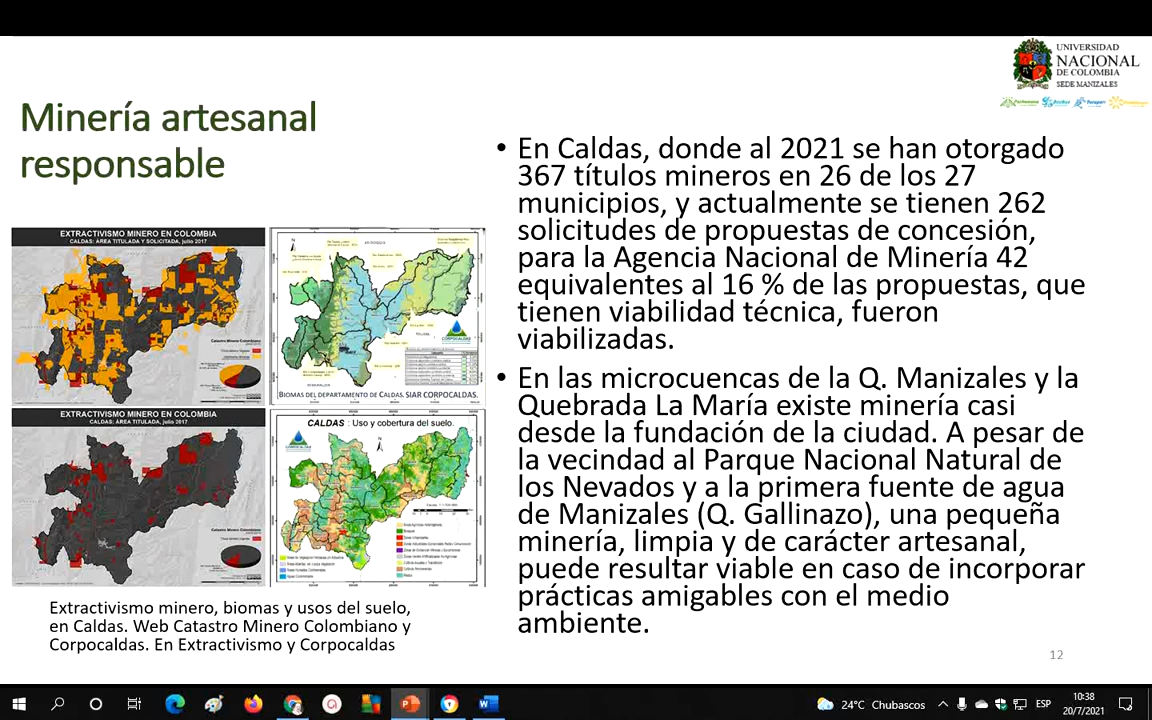 UNIVERSIDAD
NACIONAL
DE COLOMBIA
SEDE MANIZALES
Minería artesanal
responsable
EXTRACTIVISMO MINERO EN COLOMBIA
CALDAS: ÁREA TITULADA Y SOLICITADA, julio 2017
Catastro Minero Colombiano
CORPOCALDAS
BIOMAS DEL DEPARTAMENTO DE CALDAS. SIAR CORPOCALDAS.
EXTRACTIVISMO MINERO EN COLOMBIA
CALDAS: ÁREA TITULADA, julio 2017
Catastro Minero Colombiano
CALDAS : Uso y cobertura del suelo.
Extractivismo minero, biomas y usos del suelo,
en Caldas. Web Catastro Minero Colombiano y
Corpocaldas. En Extractivismo y Corpocaldas
• En Caldas, donde al 2021 se han otorgado
367 títulos mineros en 26 de los 27
municipios, y actualmente se tienen 262
solicitudes de propuestas de concesión,
para la Agencia Nacional de Minería 42
equivalentes al 16 % de las propuestas, que
tienen viabilidad técnica, fueron
viabilizadas.
• En las microcuencas de la Q. Manizales y la
Quebrada La María existe minería casi
desde la fundación de la ciudad. A pesar de
la vecindad al Parque Nacional Natural de
los Nevados y a la primera fuente de agua
de Manizales (Q. Gallinazo), una pequeña
minería, limpia y de carácter artesanal,
puede resultar viable en caso de incorporar
prácticas amigables con el medio
ambiente.
12
24°C Chubascos
ESP
10:38
20/7/2021